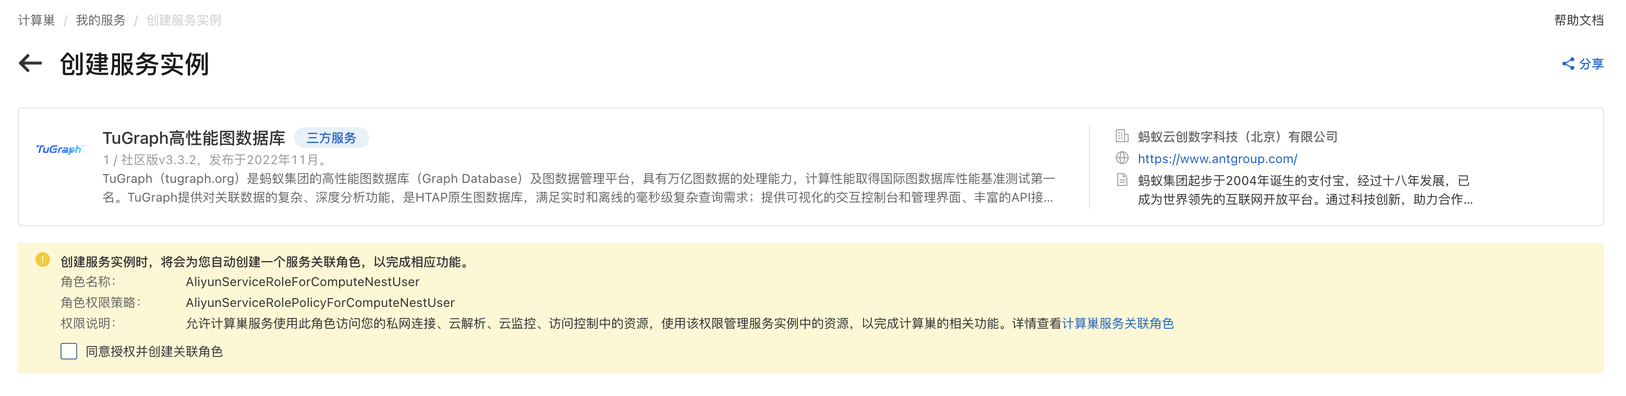 计算巢 / 我的服务 / 创建服务实例
帮助文档
创建服务实例
分享
TuGraph
TuGraph高性能图数据库 三方服务
1 / 社区版v3.3.2，发布于2022年11月。
TuGraph（tugraph.org）是蚂蚁集团的高性能图数据库（Graph Database）及图数据管理平台，具有万亿图数据的处理能力，计算性能取得国际图数据库性能基准测试第一
名。TuGraph提供对关联数据的复杂、深度分析功能，是HTAP原生图数据库，满足实时和离线的毫秒级复杂查询需求；提供可视化的交互控制台和管理界面、丰富的API接...
蚂蚁云创数字科技（北京）有限公司
https://www.antgroup.com/
蚂蚁集团起步于2004年诞生的支付宝，经过十八年发展，已
成为世界领先的互联网开放平台。通过科技创新，助力合作...
创建服务实例时，将会为您自动创建一个服务关联角色，以完成相应功能。
角色名称： AliyunServiceRoleForComputeNestUser
角色权限策略： AliyunServiceRolePolicyForComputeNestUser
权限说明： 允许计算巢服务使用此角色访问您的私网连接、云解析、云监控、访问控制中的资源，使用该权限管理服务实例中的资源，以完成计算巢的相关功能。详情查看计算巢服务关联角色
同意授权并创建关联角色